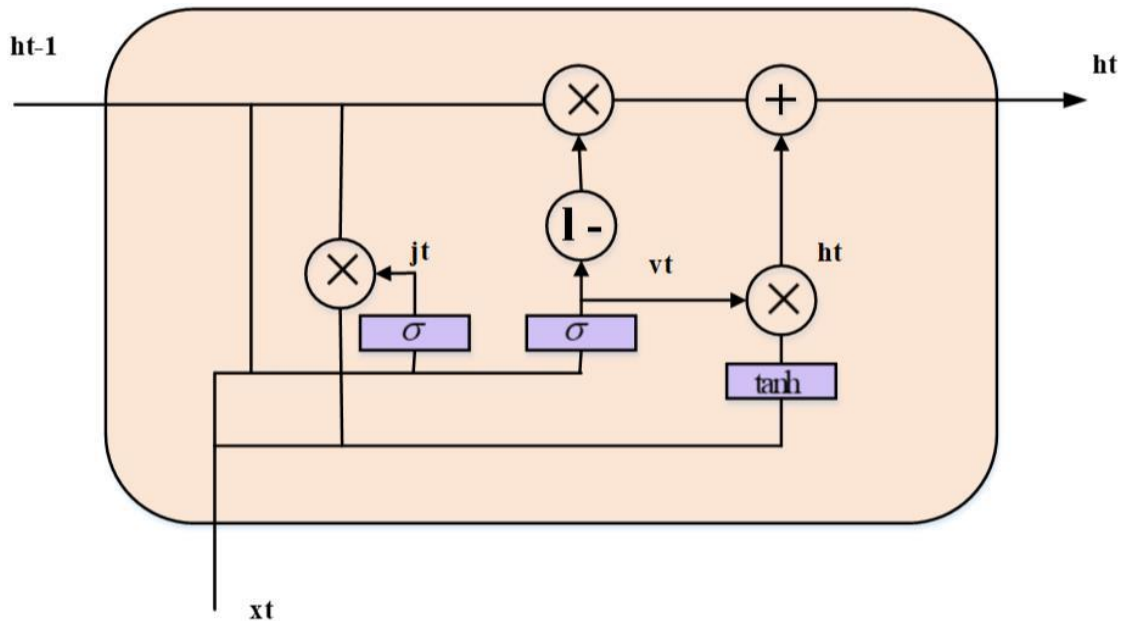 ht-1
ht
×
+
1 -
jt
×
vt
ht
×
σ
σ
tanh
xt